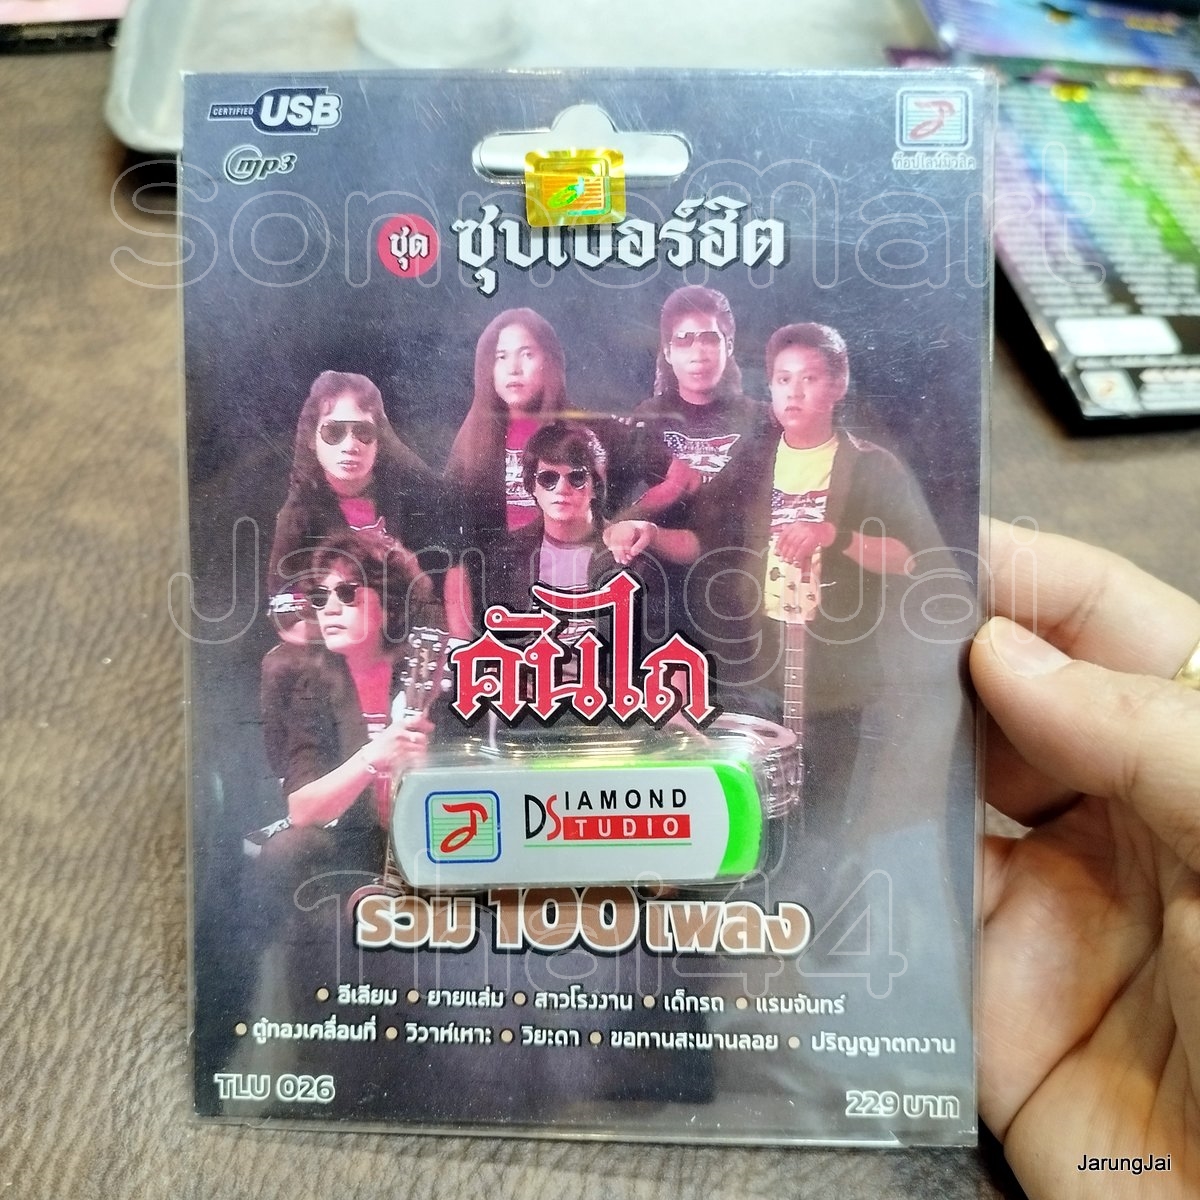 CERTIFIED USB
mp3
ท็อปไลน์มิวสิค
ชุด ซุปเปอร์ฮิต
คันไถ
DIAMOND
STUDIO
รวม 100 เพลง
• อีเลียม • ยายแล่ม • สาวโรงงาน • เด็กรถ • แรมจันทร์
• ตู้ทองเคลื่อนที่ • วิวาห์เหาะ • วิยะดา • ขอทานสะพานลอย • ปริญญาตกงาน
TLU 026
229 บาท
Sonne Mart
JarungJai
Thai44
JarungJai